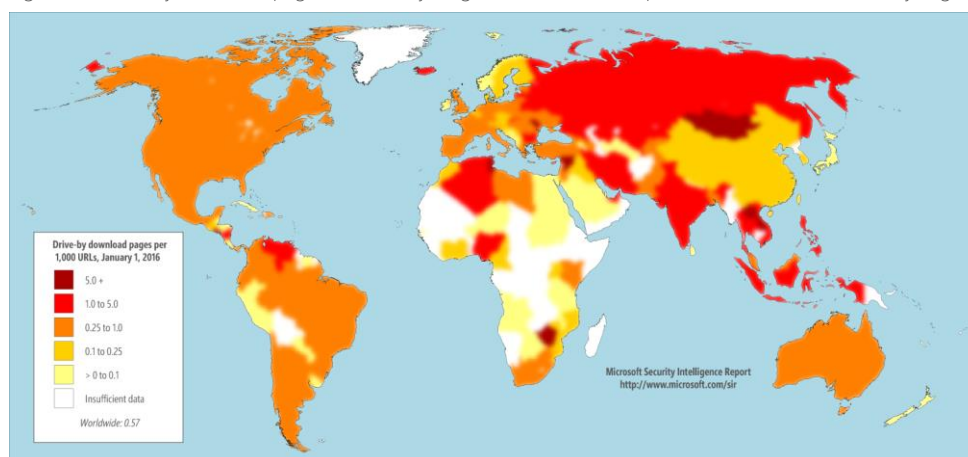 Drive-by download pages per
1,000 URLs, January 1, 2016
5.0 +
1.0 to 5.0
0.25 to 1.0
0.1 to 0.25
> 0 to 0.1
Insufficient data
Worldwide: 0.57
Microsoft Security Intelligence Report
http://www.microsoft.com/sir